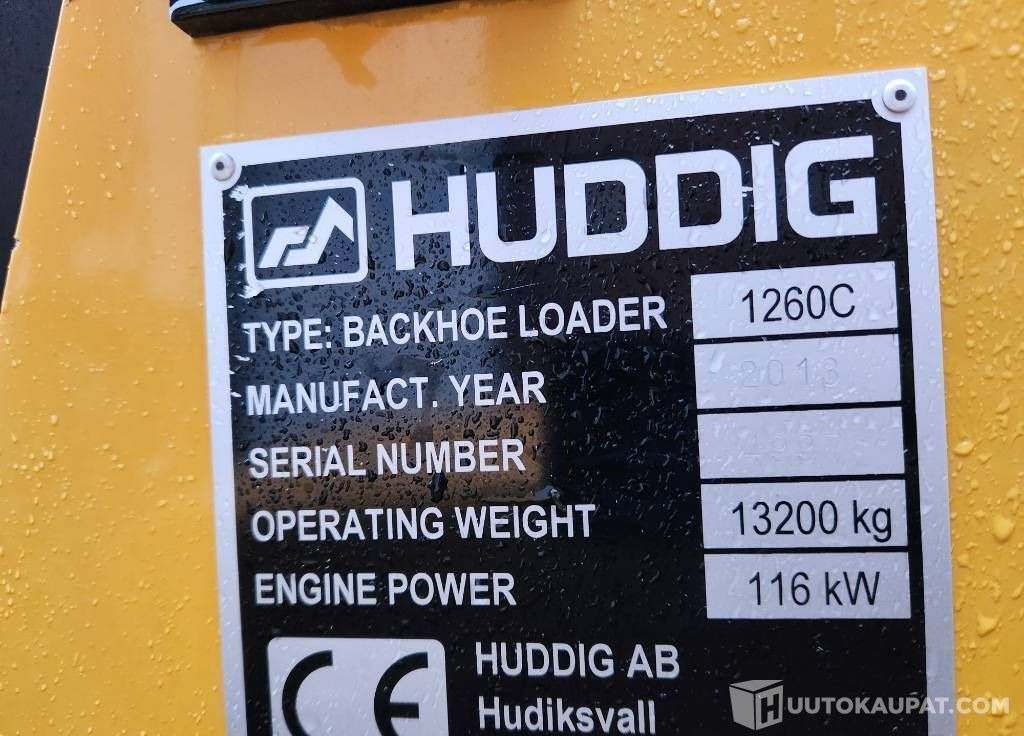 HUDDIG
TYPE: BACKHOE LOADER 1260C
MANUFACT. YEAR 2013
SERIAL NUMBER
OPERATING WEIGHT 13200 kg
ENGINE POWER 116 kW
CE HUDDIG AB
Hudiksvall
HUUTOKAUPAT.COM